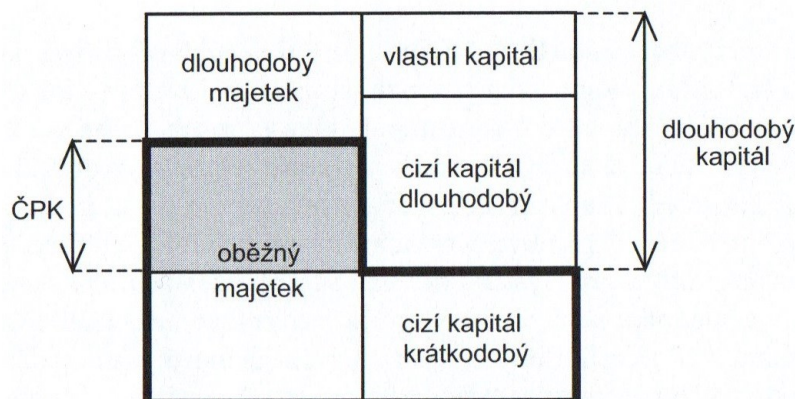 dlouhodobý
majetek
vlastní kapitál
dlouhodobý
kapitál
cizí kapitál
dlouhodobý
ČPK
oběžný
majetek
cizí kapitál
krátkodobý